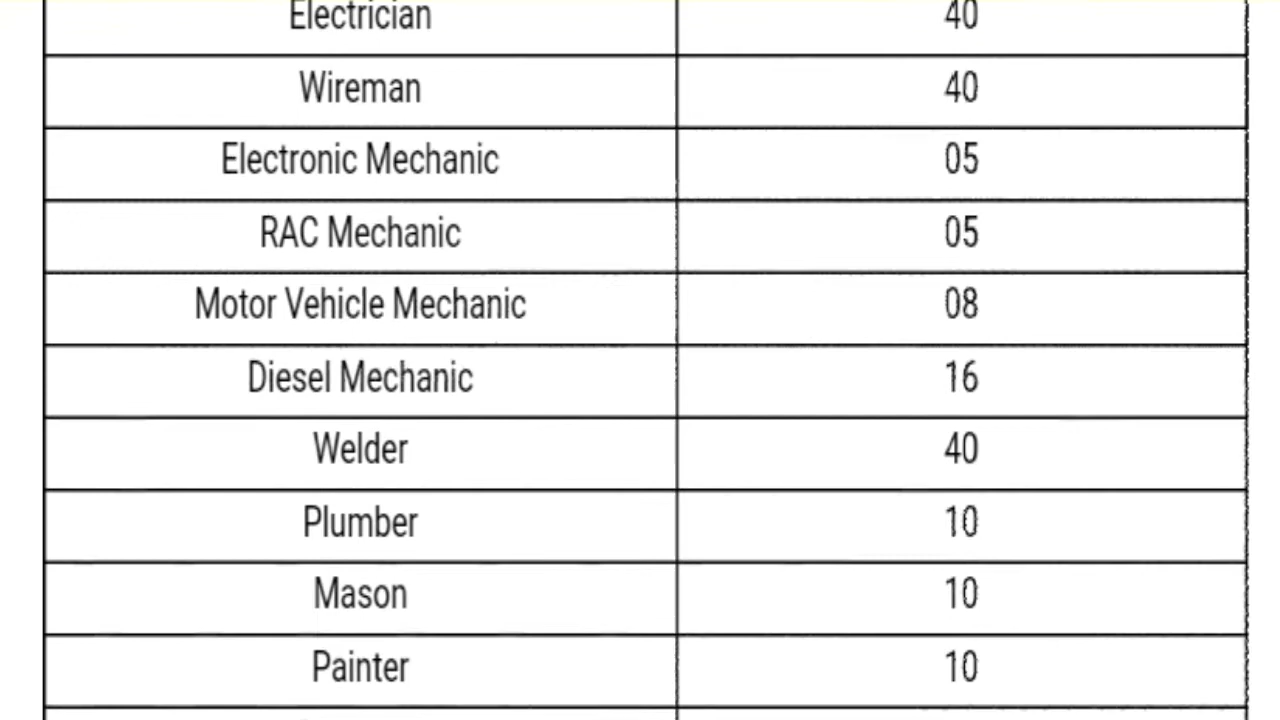 Electrician 40
Wireman 40
Electronic Mechanic 05
RAC Mechanic 05
Motor Vehicle Mechanic 08
Diesel Mechanic 16
Welder 40
Plumber 10
Mason 10
Painter 10